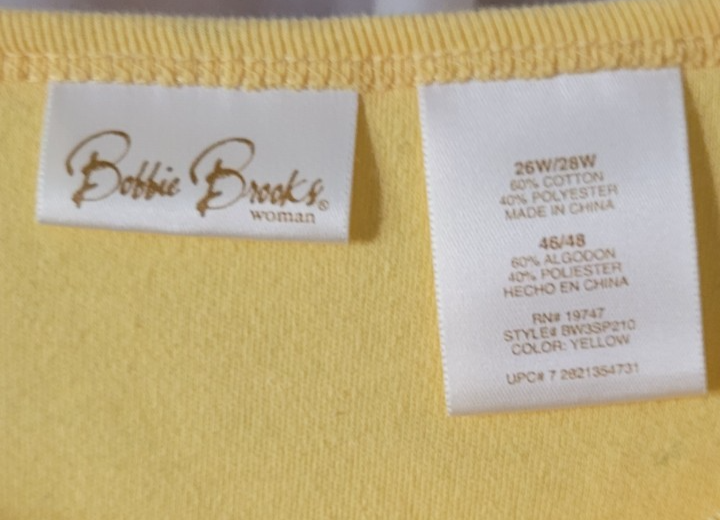 Bobbie Brooks®
woman
26W/28W
60% COTTON
40% POLYESTER
MADE IN CHINA
46/48
60% ALGODON
40% POLIESTER
HECHO EN CHINA
RN# 19747
STYLE# BW3SP210
COLOR: YELLOW
UPC# 7 2621354731